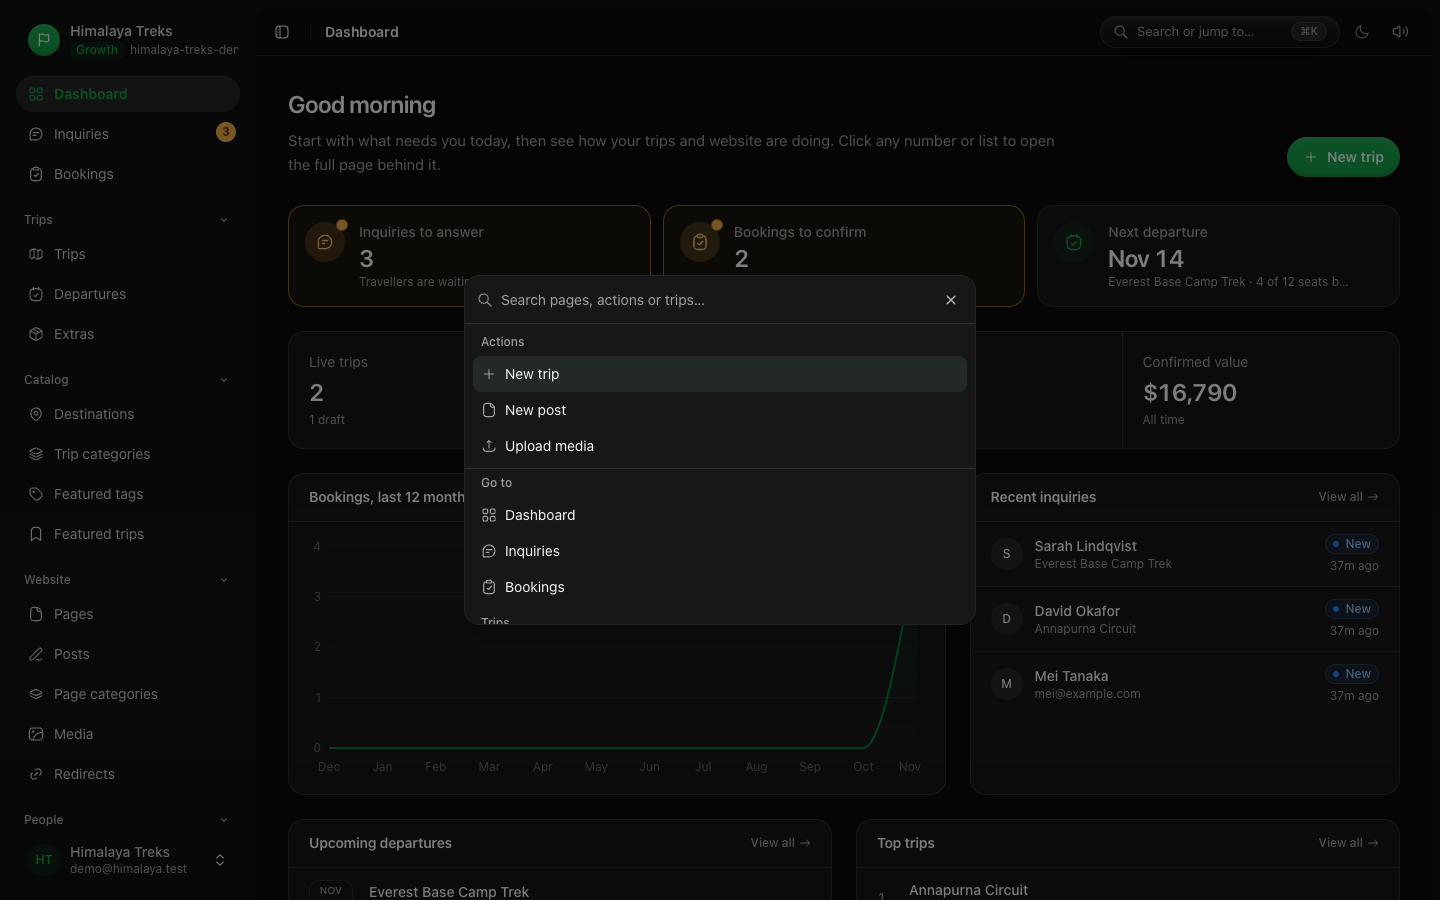 Himalaya Treks
Growth himalaya-treks-der
Dashboard
Inquiries 3
Bookings
Trips
Trips
Departures
Extras
Catalog
Destinations
Trip categories
Featured tags
Featured trips
Website
Pages
Posts
Page categories
Media
Redirects
People
HT
Himalaya Treks
demo@himalaya.test
Dashboard
Search or jump to...
⌘K
Good morning
Start with what needs you today, then see how your trips and website are doing. Click any number or list to open
the full page behind it.
+ New trip
Inquiries to answer
3
Travellers are waitin
Bookings to confirm
2
Next departure
Nov 14
Everest Base Camp Trek · 4 of 12 seats b...
Live trips
2
1 draft
Confirmed value
$16,790
All time
Search pages, actions or trips...
Actions
New trip
New post
Upload media
Go to
Dashboard
Inquiries
Bookings
Trips
Bookings, last 12 month
4
3
2
1
0
Dec Jan Feb Mar Apr May Jun Jul Aug Sep Oct Nov
Recent inquiries
View all →
S
Sarah Lindqvist
Everest Base Camp Trek
New
37m ago
D
David Okafor
Annapurna Circuit
New
37m ago
M
Mei Tanaka
mei@example.com
New
37m ago
Upcoming departures
View all →
NOV
Everest Base Camp Trek
Top trips
View all →
1
Annapurna Circuit